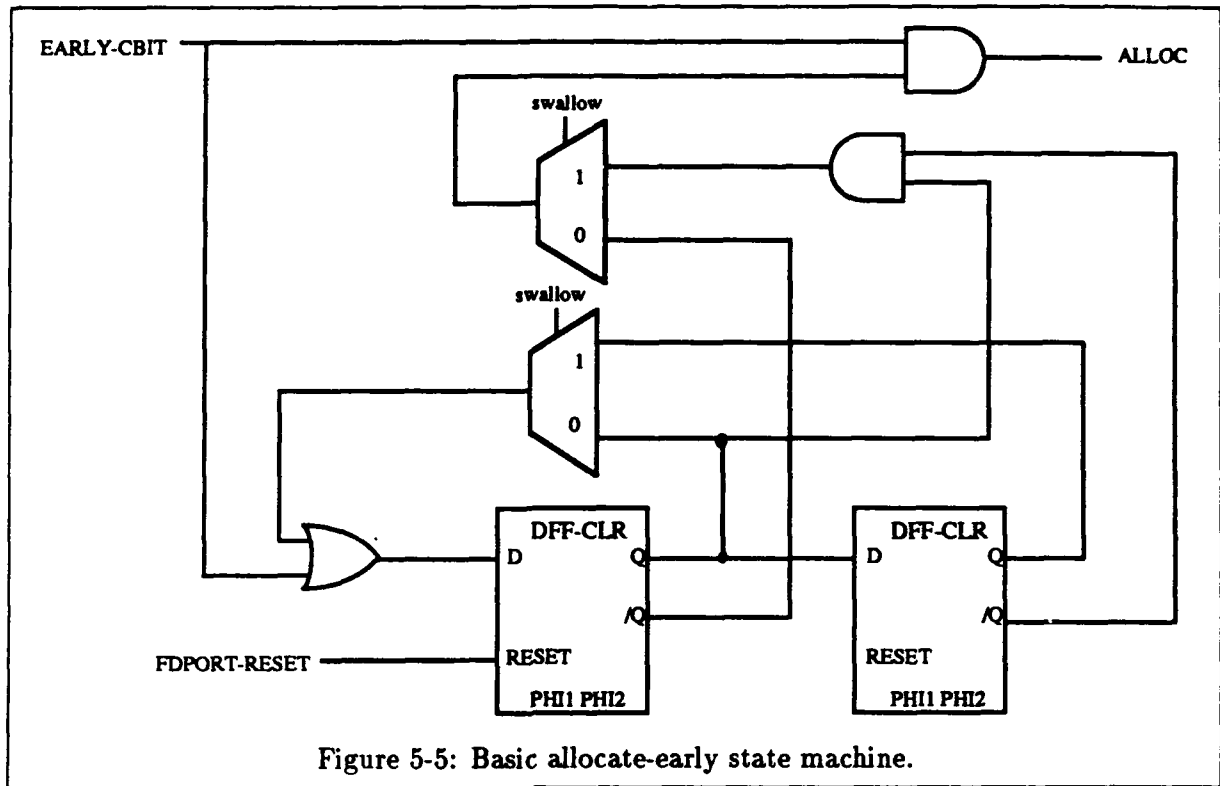 EARLY-CBIT
ALLOC
swallow
1
0
swallow
1
0
DFF-CLR
D
Q
/Q
RESET
PHI1 PHI2
DFF-CLR
D
Q
/Q
RESET
PHI1 PHI2
FDPORT-RESET
Figure 5-5: Basic allocate-early state machine.